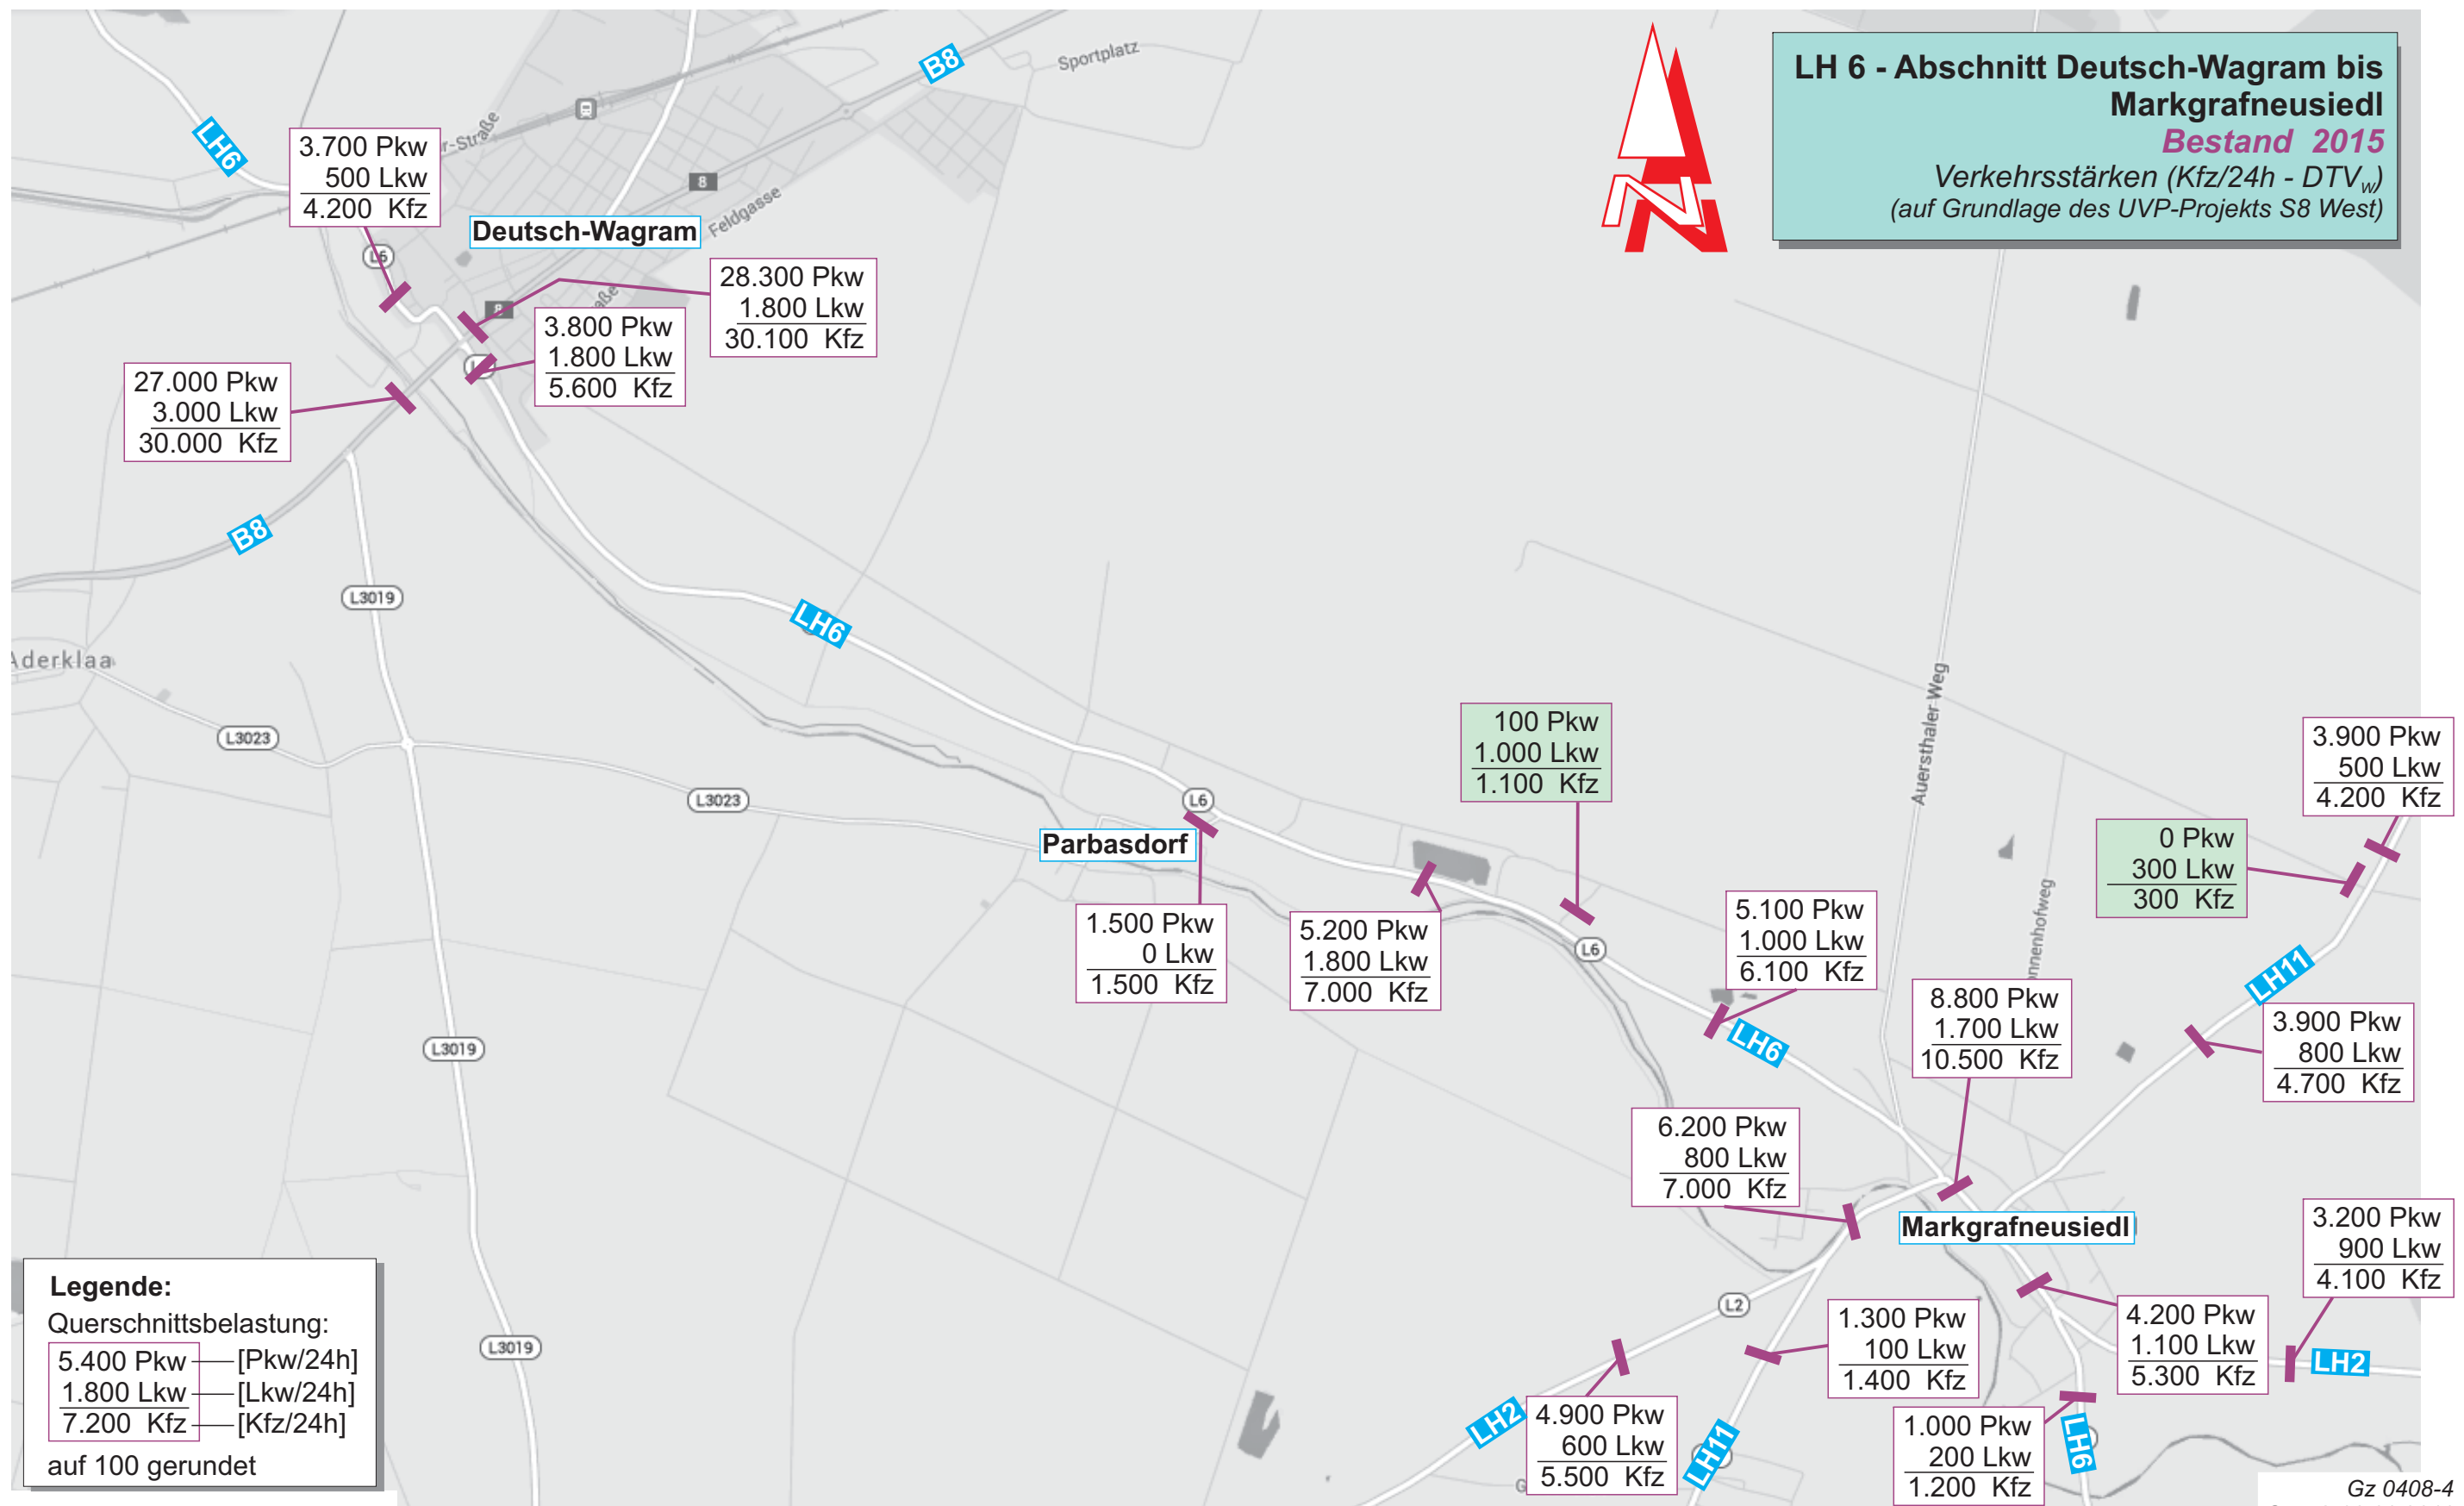 LH 6 - Abschnitt Deutsch-Wagram bis
Markgrafneusiedl
Bestand 2015
Verkehrsstärken (Kfz/24h - DTVw)
(auf Grundlage des UVP-Projekts S8 West)
N
B8
Sportplatz
LH6
r-Straße
3.700 Pkw
500 Lkw
4.200 Kfz
8
Feldgasse
Deutsch-Wagram
L6
28.300 Pkw
1.800 Lkw
30.100 Kfz
8
aße
3.800 Pkw
1.800 Lkw
5.600 Kfz
27.000 Pkw
3.000 Lkw
30.000 Kfz
B8
L3019
LH6
Aderklaa
L3023
L3023
L6
Parbasdorf
100 Pkw
1.000 Lkw
1.100 Kfz
Auersthaler Weg
3.900 Pkw
500 Lkw
4.200 Kfz
0 Pkw
300 Lkw
300 Kfz
1.500 Pkw
0 Lkw
1.500 Kfz
5.200 Pkw
1.800 Lkw
7.000 Kfz
L6
5.100 Pkw
1.000 Lkw
6.100 Kfz
nnenhofweg
LH11
LH6
8.800 Pkw
1.700 Lkw
10.500 Kfz
3.900 Pkw
800 Lkw
4.700 Kfz
L3019
6.200 Pkw
800 Lkw
7.000 Kfz
Markgrafneusiedl
3.200 Pkw
900 Lkw
4.100 Kfz
L2
1.300 Pkw
100 Lkw
1.400 Kfz
4.200 Pkw
1.100 Lkw
5.300 Kfz
LH2
L3019
LH2
4.900 Pkw
600 Lkw
5.500 Kfz
LH11
1.000 Pkw
200 Lkw
1.200 Kfz
LH6
G
Legende:
Querschnittsbelastung:
5.400 Pkw [Pkw/24h]
1.800 Lkw [Lkw/24h]
7.200 Kfz [Kfz/24h]
auf 100 gerundet
Gz 0408-4